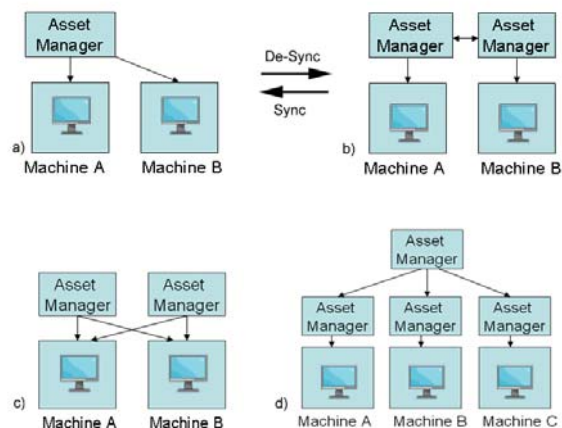 Asset
Manager
Machine A
Machine B
a)
De-Sync
Sync
Asset
Manager
Asset
Manager
b)
Machine A
Machine B
Asset
Manager
Asset
Manager
c)
Machine A
Machine B
Asset
Manager
Asset
Manager
Asset
Manager
Asset
Manager
d)
Machine A
Machine B
Machine C